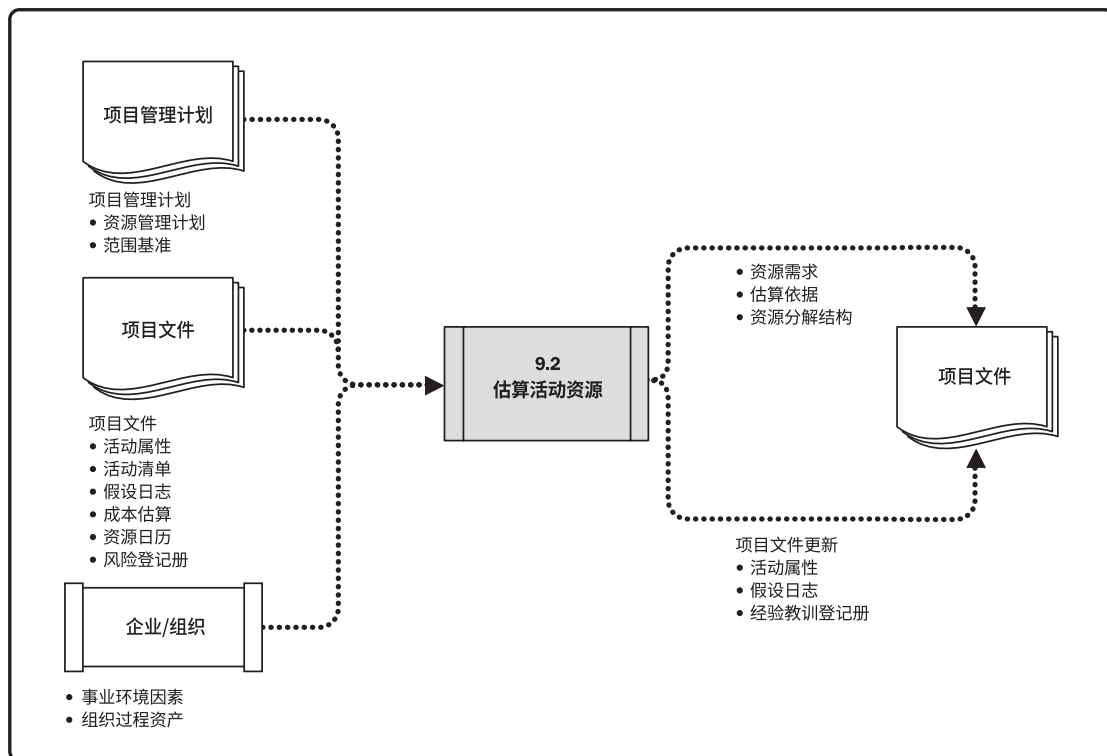 项目管理计划
项目管理计划
• 资源管理计划
• 范围基准
项目文件
项目文件
• 活动属性
• 活动清单
• 假设日志
• 成本估算
• 资源日历
• 风险登记册
企业/组织
• 事业环境因素
• 组织过程资产
9.2
估算活动资源
• 资源需求
• 估算依据
• 资源分解结构
项目文件
项目文件更新
• 活动属性
• 假设日志
• 经验教训登记册